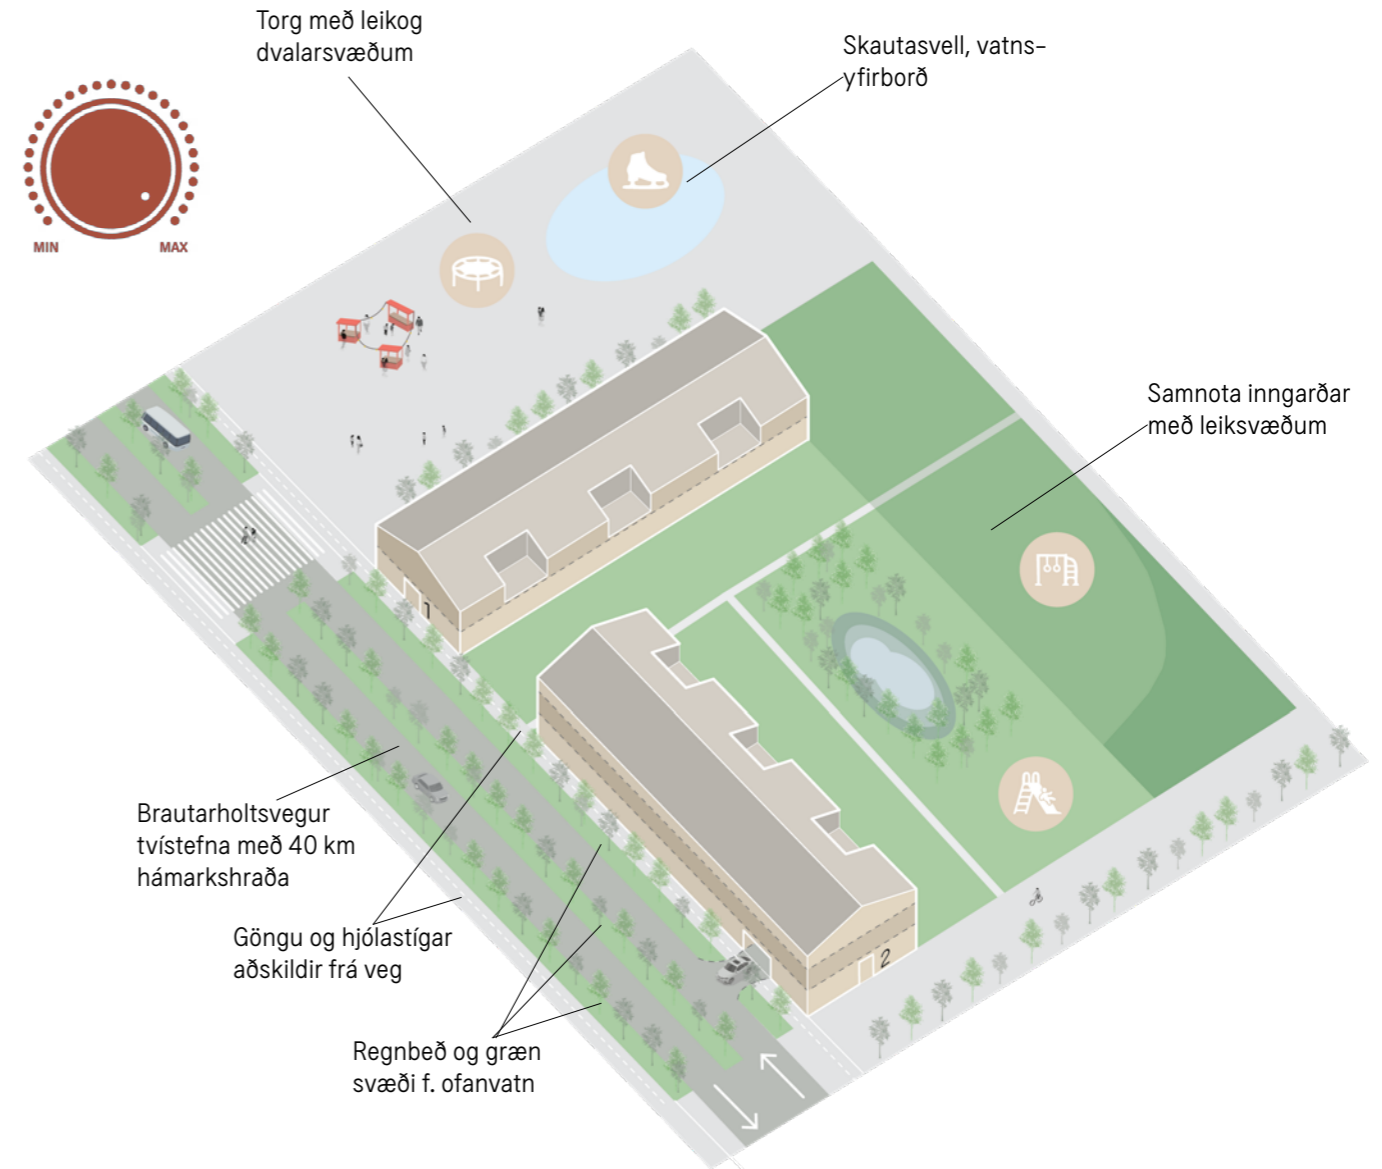 Torg með leikog
dvalarsvæðum
Skautasvell, vatns-
yfirborð
MIN
MAX
Samnota inngarðar
með leiksvæðum
1
Brautarholtsvegur
tvístefna með 40 km
hámarkshraða
Göngu og hjólastígar
aðskildir frá veg
2
Regnbeð og græn
svæði f. ofanvatn